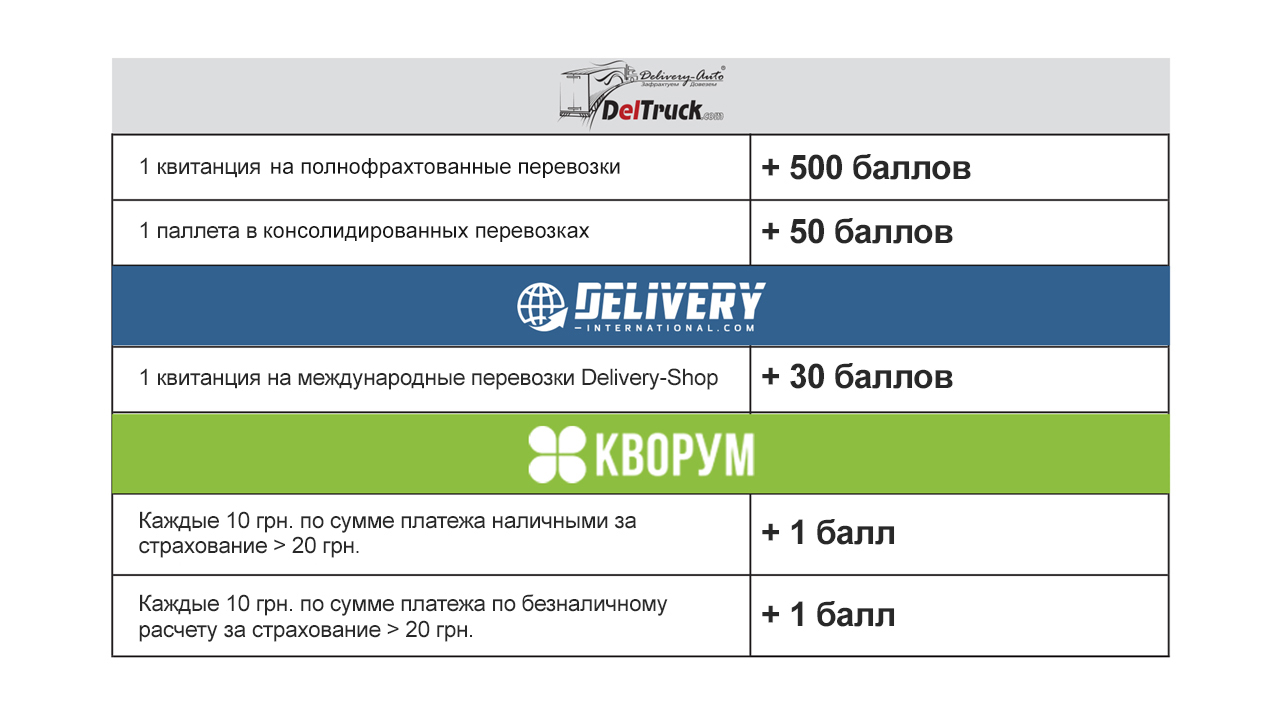 Delivery-Auto
Зафрактуем Довезем
DelTruck.com
1 квитанция на полнофрахтованные перевозки
+ 500 баллов
1 паллета в консолидированных перевозках
+ 50 баллов
DELIVERY
INTERNATIONAL.COM
1 квитанция на международные перевозки Delivery-Shop
+ 30 баллов
КВОРУМ
Каждые 10 грн. по сумме платежа наличными за
страхование > 20 грн.
+ 1 балл
Каждые 10 грн. по сумме платежа по безналичному
расчету за страхование > 20 грн.
+ 1 балл